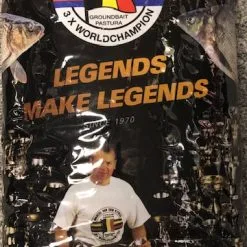 GROUNDBAIT
PASTURA
3 X WORLDCHAMPION
LEGENDS
MAKE LEGENDS
SINCE 1970